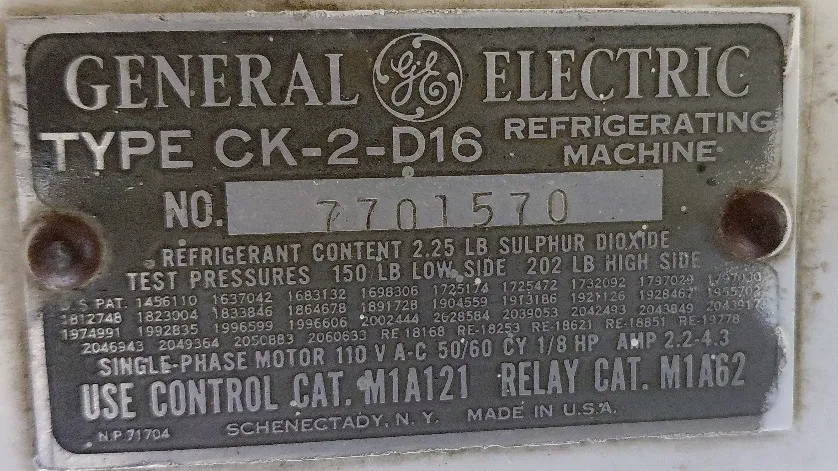 GENERAL GE ELECTRIC
TYPE CK-2-D16 REFRIGERATING MACHINE
NO. 7701570
REFRIGERANT CONTENT 2.25 LB SULPHUR DIOXIDE
TEST PRESSURES 150 LB LOW SIDE 202 LB HIGH SIDE
PAT. 1456110 1637042 1683132 1698306 1725174 1725472 1732092 1797029
1812748 1823004 1833846 1864678 1891728 1904559 1913186 1921126 1928467
1974991 1992835 1996599 1996606 2002444 2028584 2039053 2042493 2043849
2046943 2049364 2050883 2060633 RE-18168 RE-18253 RE-18621 RE-18851
SINGLE-PHASE MOTOR 110 V A-C 50/60 CY 1/8 HP AMP 2.2-4.3
USE CONTROL CAT. M1A121 RELAY CAT. M1A62
N.P. 71704 SCHENECTADY, N. Y. MADE IN U.S.A.